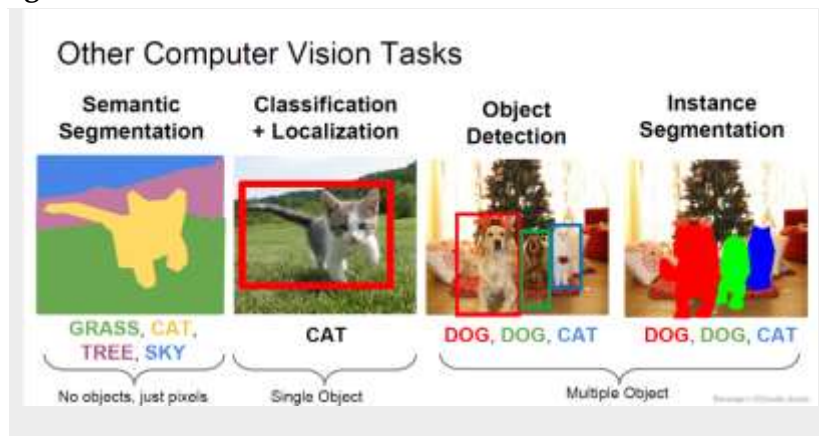 Other Computer Vision Tasks
Semantic
Segmentation
Classification
+ Localization
Object
Detection
Instance
Segmentation
GRASS, CAT,
TREE, SKY
CAT
DOG, DOG, CAT
DOG, DOG, CAT
No objects, just pixels
Single Object
Multiple Object